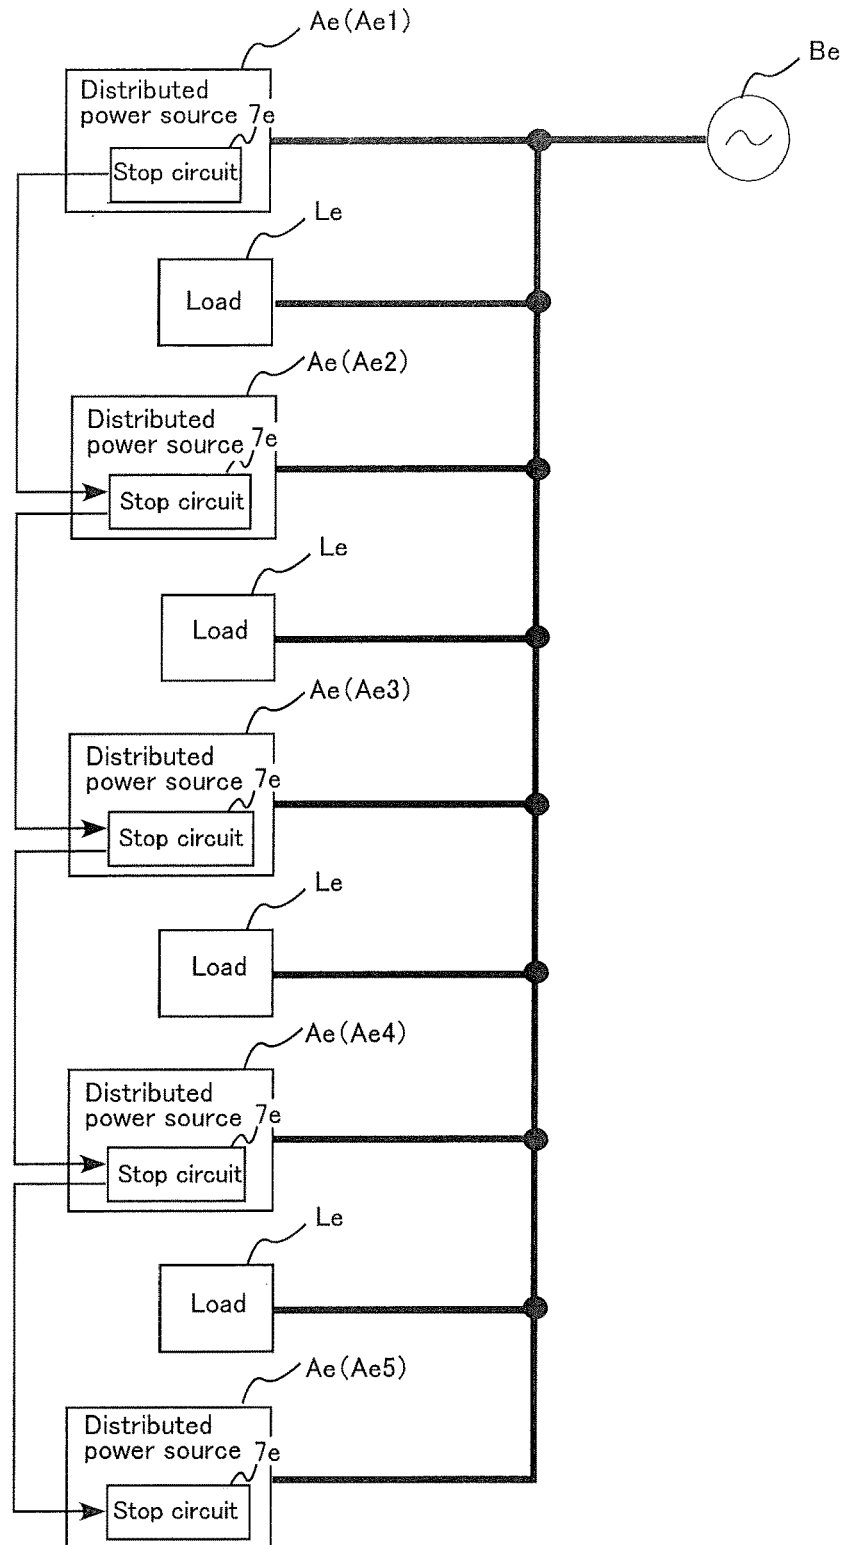 Ae(Ae1)
Be
Distributed
power source 7e
Stop circuit
Le
Load
Ae(Ae2)
Distributed
power source 7e
Stop circuit
Le
Load
Ae(Ae3)
Distributed
power source 7e
Stop circuit
Le
Load
Ae(Ae4)
Distributed
power source 7e
Stop circuit
Le
Load
Ae(Ae5)
Distributed
power source 7e
Stop circuit